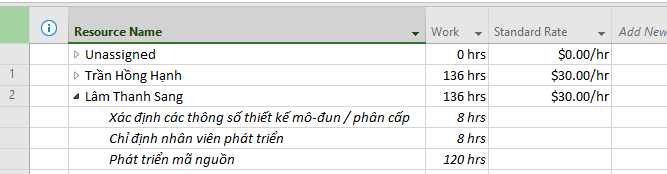 Resource Name Work Standard Rate Add New
Unassigned 0 hrs $0.00/hr
1 Trần Hồng Hạnh 136 hrs $30.00/hr
2 Lâm Thanh Sang 136 hrs $30.00/hr
Xác định các thông số thiết kế mô-đun / phân cấp 8 hrs
Chỉ định nhân viên phát triển 8 hrs
Phát triển mã nguồn 120 hrs